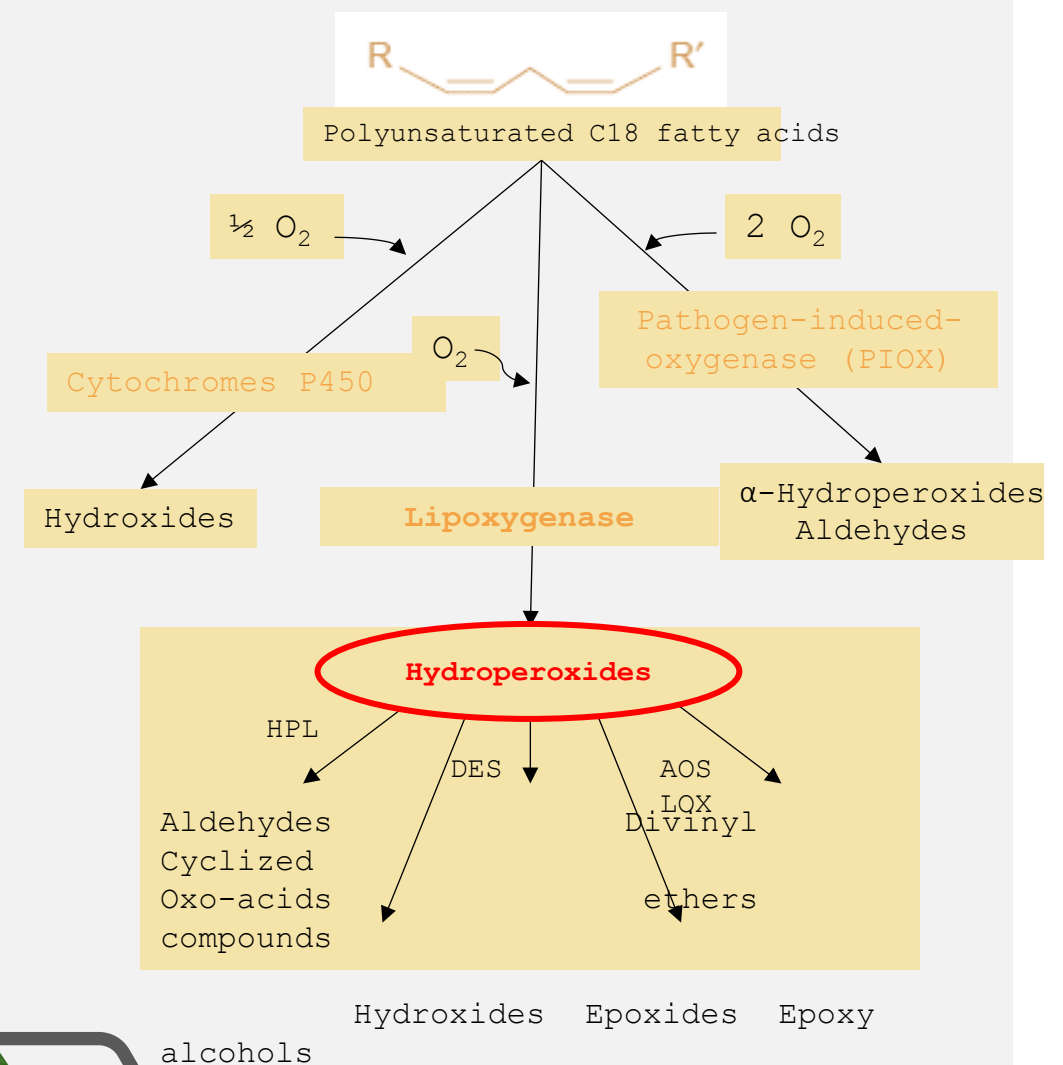 R R′
Polyunsaturated C18 fatty acids
½ O₂
2 O₂
Pathogen-induced-
oxygenase (PIOX)
O₂
Cytochromes P450
α-Hydroperoxides
Aldehydes
Hydroxides
Lipoxygenase
Hydroperoxides
HPL
DES AOS
LOX
Aldehydes Divinyl
Cyclized
Oxo-acids ethers
compounds
Hydroxides Epoxides Epoxy
alcohols